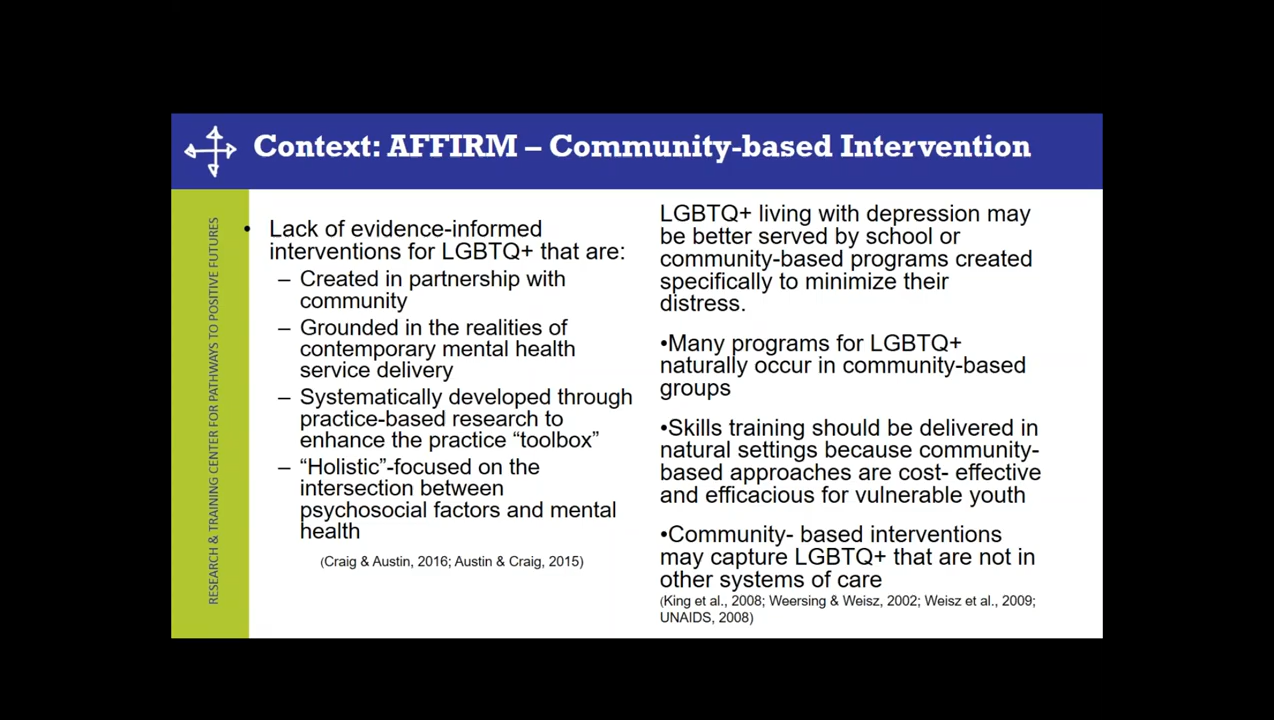 Context: AFFIRM – Community-based Intervention
RESEARCH & TRAINING CENTER FOR PATHWAYS TO POSITIVE FUTURES
• Lack of evidence-informed
interventions for LGBTQ+ that are:
– Created in partnership with
community
– Grounded in the realities of
contemporary mental health
service delivery
– Systematically developed through
practice-based research to
enhance the practice “toolbox”
– “Holistic”-focused on the
intersection between
psychosocial factors and mental
health
(Craig & Austin, 2016; Austin & Craig, 2015)
LGBTQ+ living with depression may
be better served by school or
community-based programs created
specifically to minimize their
distress.
•Many programs for LGBTQ+
naturally occur in community-based
groups
•Skills training should be delivered in
natural settings because community-
based approaches are cost- effective
and efficacious for vulnerable youth
•Community- based interventions
may capture LGBTQ+ that are not in
other systems of care
(King et al., 2008; Weersing & Weisz, 2002; Weisz et al., 2009;
UNAIDS, 2008)